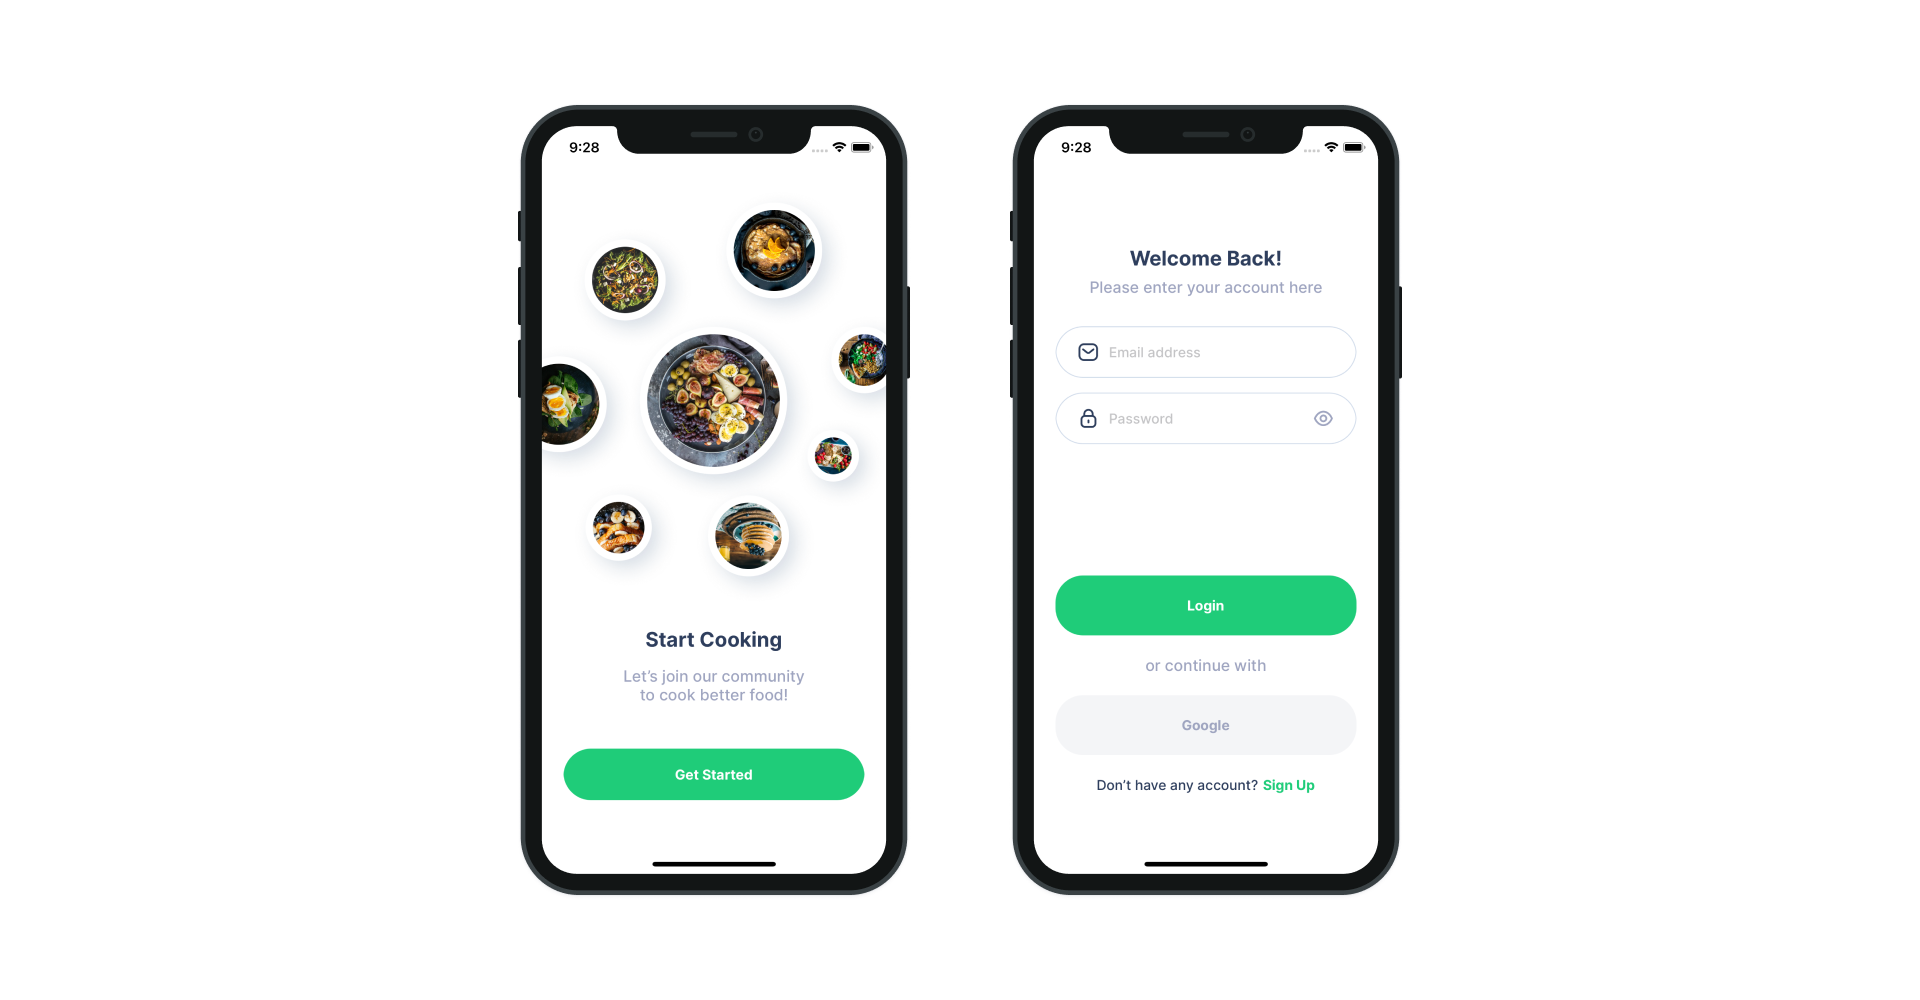 9:28
Start Cooking
Let’s join our community
to cook better food!
Get Started
9:28
Welcome Back!
Please enter your account here
Email address
Password
Login
or continue with
Google
Don’t have any account? Sign Up